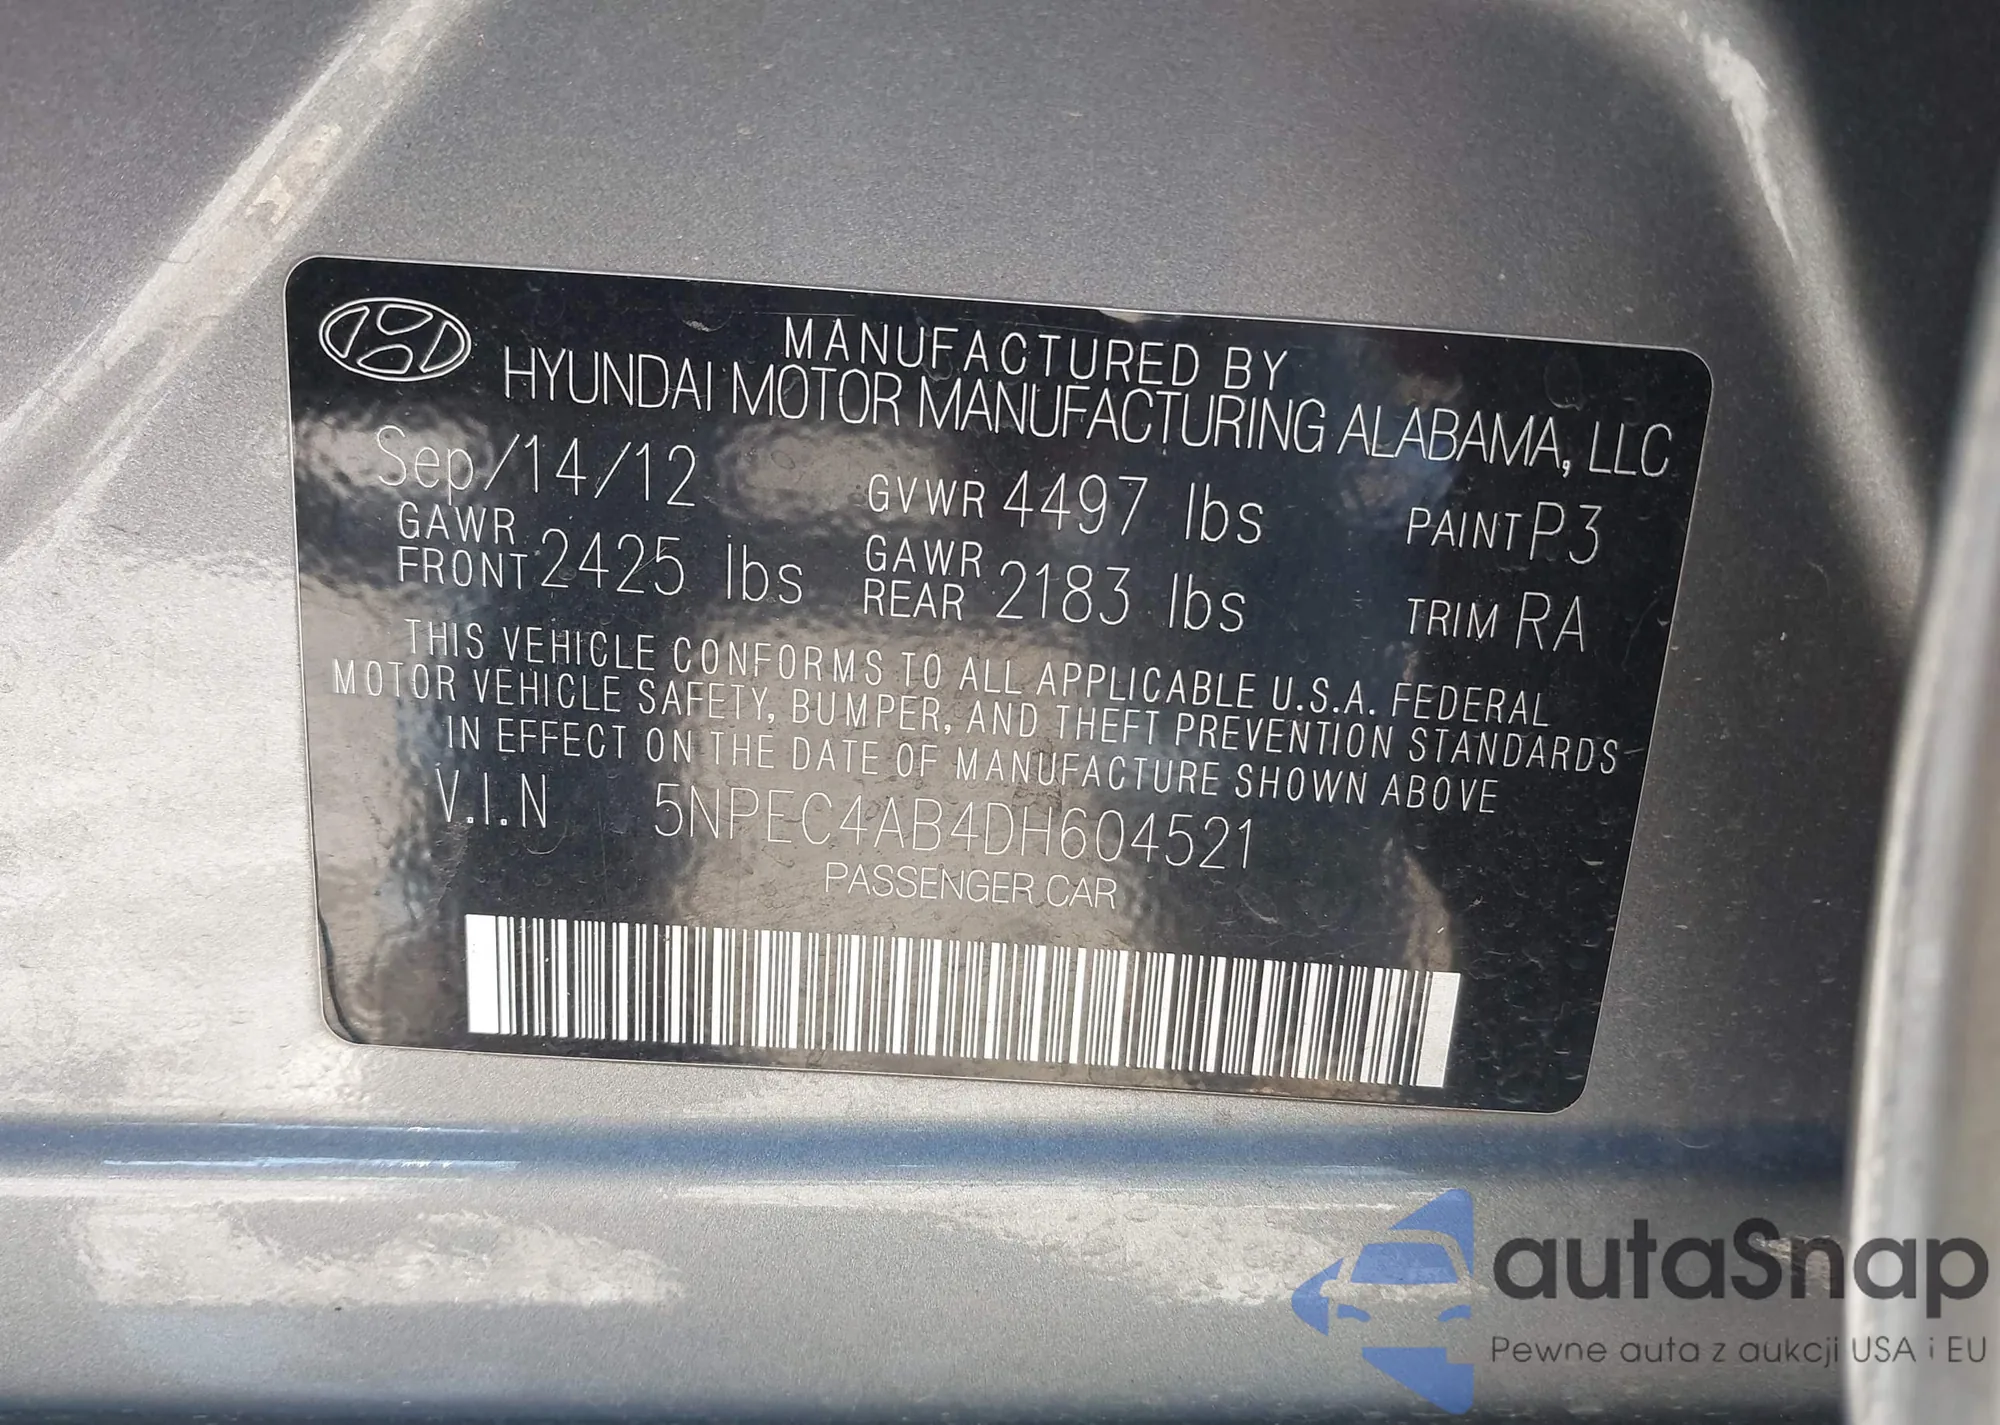 MANUFACTURED BY
HYUNDAI MOTOR MANUFACTURING ALABAMA, LLC
Sep/14/12 GVWR 4497 lbs PAINT P3
GAWR FRONT 2425 lbs GAWR REAR 2183 lbs TRIM RA
THIS VEHICLE CONFORMS TO ALL APPLICABLE U.S.A. FEDERAL
MOTOR VEHICLE SAFETY, BUMPER, AND THEFT PREVENTION STANDARDS
IN EFFECT ON THE DATE OF MANUFACTURE SHOWN ABOVE
V.I.N 5NPEC4AB4DH604521
PASSENGER CAR
autaSnap
Pewne auta z aukcji USA i EU